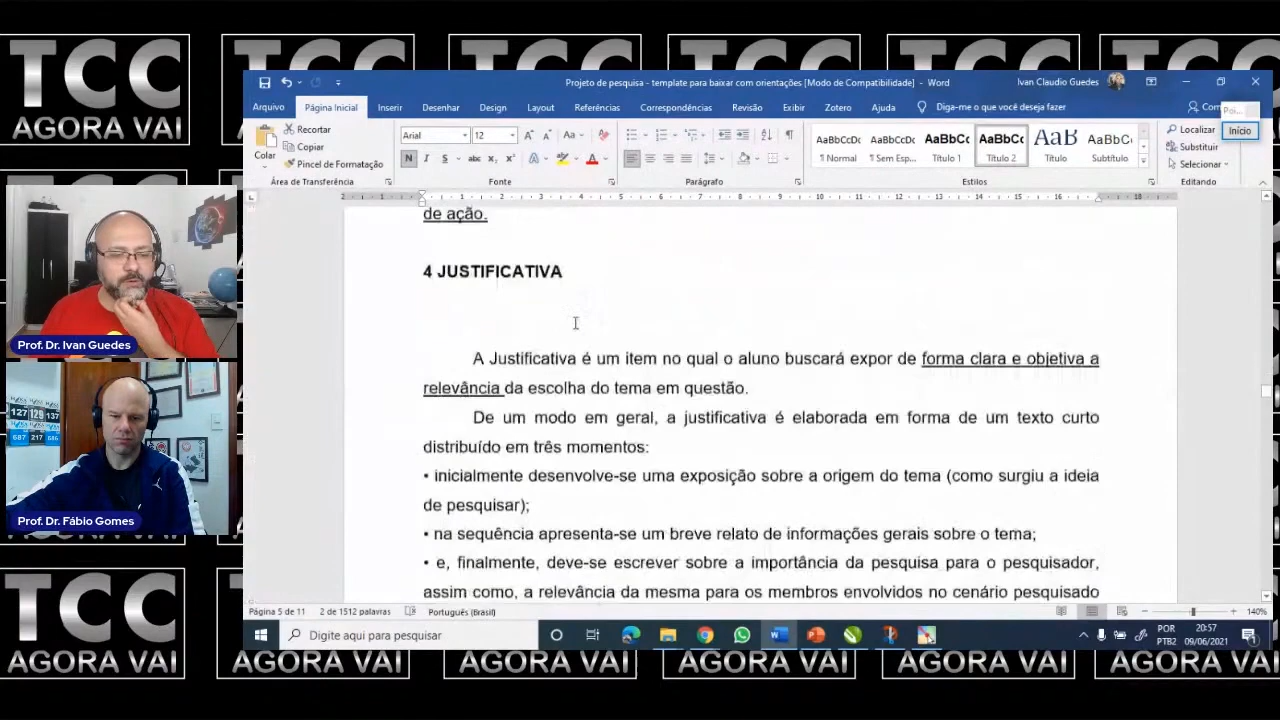 TCC
AGORA VAI
Projeto de pesquisa - template para baixar com orientações [Modo de Compatibilidade] - Word
Ivan Claudio Guedes
Arquivo Página Inicial Inserir Desenhar Design Layout Referências Correspondências Revisão Exibir Zotero Ajuda Diga-me o que você deseja fazer
Início
Colar
Recortar
Copiar
Pincel de Formatação
Área de Transferência
Arial 12
Fonte
Parágrafo
AaBbCcDc AaBbCcDc AaBbCc AaBbCc AaB AaBbCc
¶ Normal ¶ Sem Esp... Título 1 Título 2 Título Subtítulo
Estilos
Localizar
Substituir
Selecionar
Editando
de ação.
4 JUSTIFICATIVA
A Justificativa é um item no qual o aluno buscará expor de forma clara e objetiva a
relevância da escolha do tema em questão.
De um modo em geral, a justificativa é elaborada em forma de um texto curto
distribuído em três momentos:
• inicialmente desenvolve-se uma exposição sobre a origem do tema (como surgiu a ideia
de pesquisar);
• na sequência apresenta-se um breve relato de informações gerais sobre o tema;
• e, finalmente, deve-se escrever sobre a importância da pesquisa para o pesquisador,
assim como, a relevância da mesma para os membros envolvidos no cenário pesquisado
Página 5 de 11 2 de 1512 palavras Português (Brasil) 140%
Digite aqui para pesquisar
POR
PTB2
20:57
09/06/2021
Prof. Dr. Ivan Guedes
Prof. Dr. Fábio Gomes
TCC
AGORA VAI